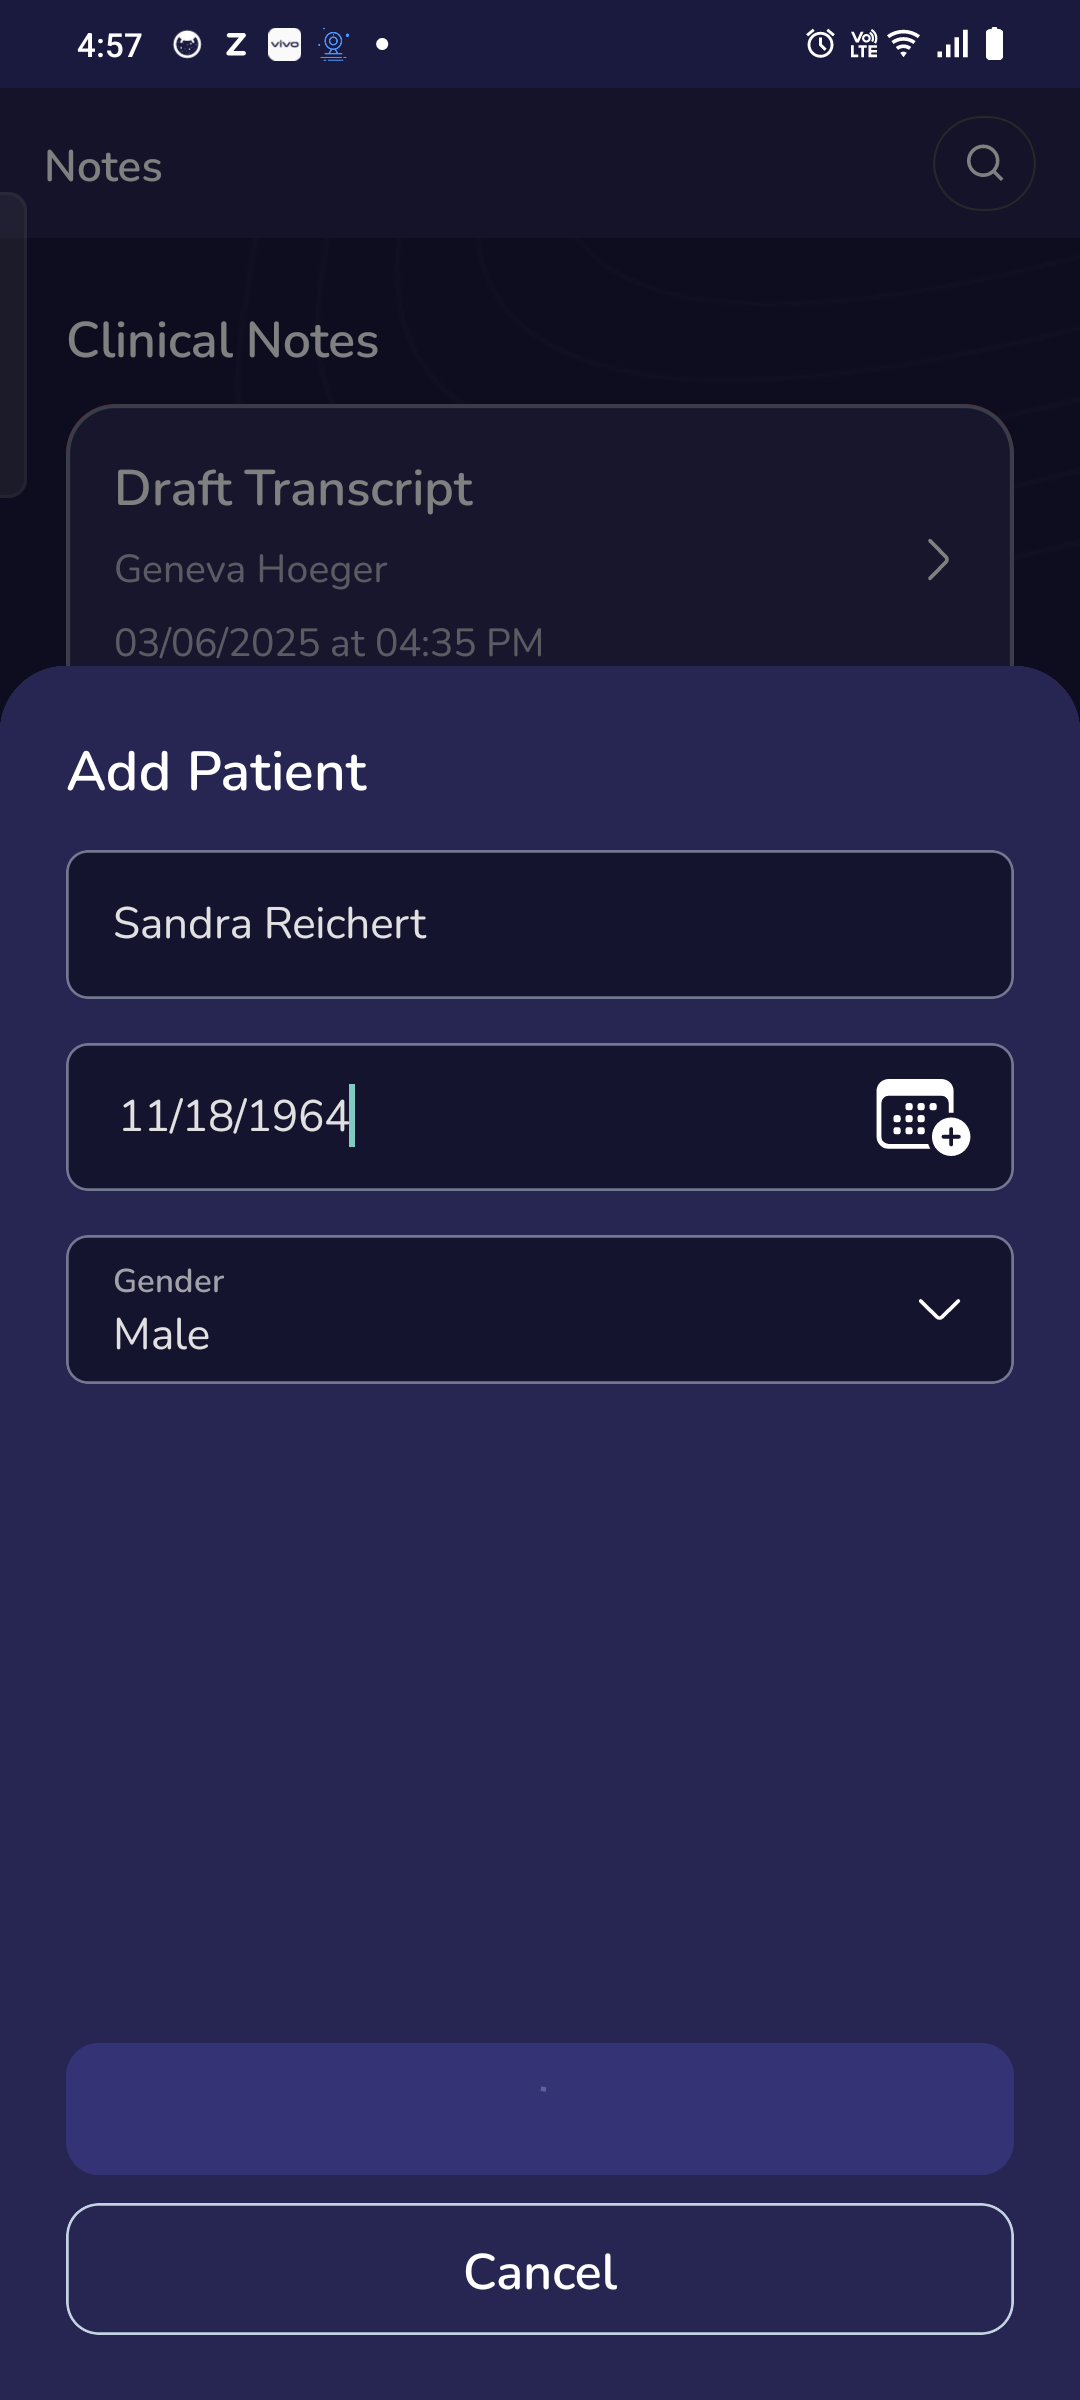 4:57
Z
vivo
Vo)) LTE
Notes
Clinical Notes
Draft Transcript
Geneva Hoeger
03/06/2025 at 04:35 PM
Add Patient
Sandra Reichert
11/18/1964
Gender
Male
Cancel